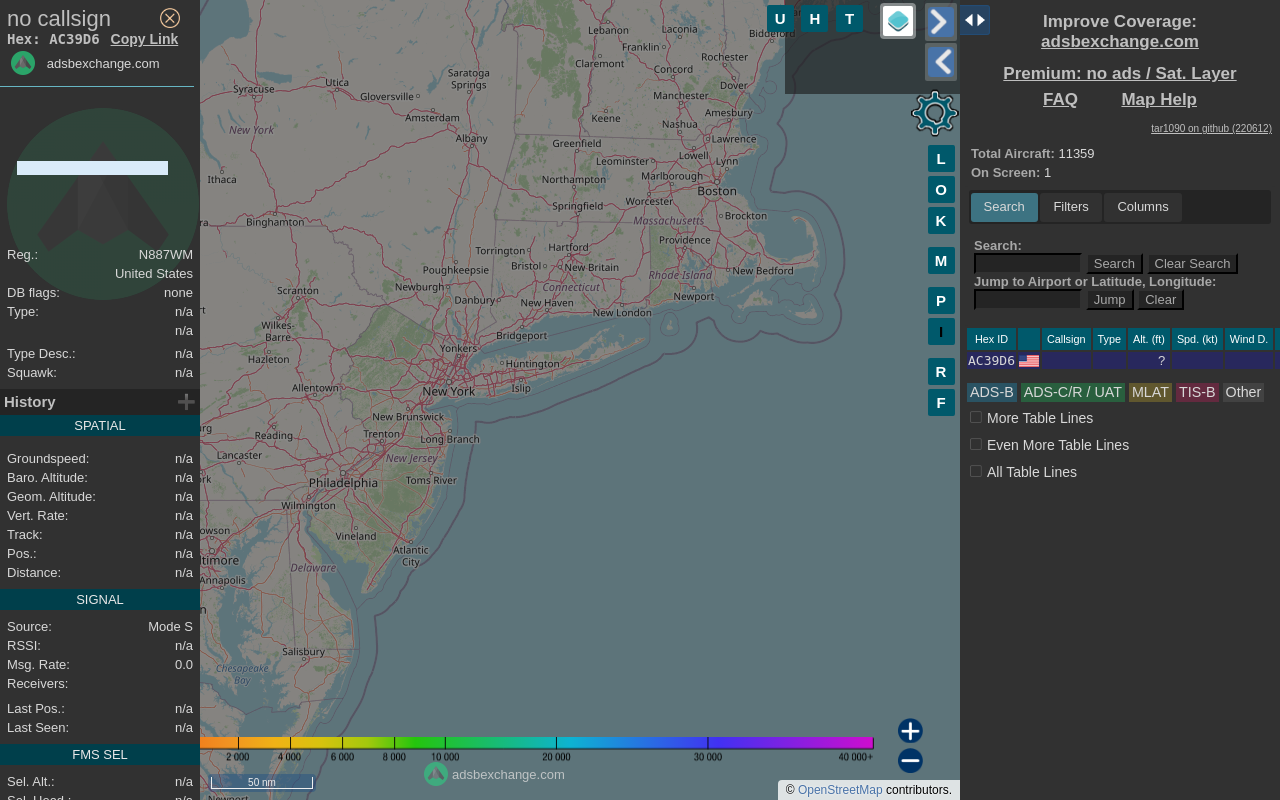 no callsign
Hex: AC39D6 Copy Link
adsbexchange.com
Reg.: N887WM
United States
DB flags: none
Type: n/a
n/a
Type Desc.: n/a
Squawk: n/a
History
SPATIAL
Groundspeed: n/a
Baro. Altitude: n/a
Geom. Altitude: n/a
Vert. Rate: n/a
Track: n/a
Pos.: n/a
Distance: n/a
SIGNAL
Source: Mode S
RSSI: n/a
Msg. Rate: 0.0
Receivers:
Last Pos.: n/a
Last Seen: n/a
FMS SEL
Sel. Alt.: n/a
U H T
L
O
K
M
P
I
R
F
Lebanon
Laconia
Franklin
Claremont
Rochester
Concord
Dover
Manchester
Saratoga
Springs
Utica
Syracuse
Gloversville
Amsterdam
Keene
Amesbury
Nashua
New York
Albany
Greenfield
Lawrence
Lowell
Leominster
Lynn
Marlborough
Ithaca
Northampton
Boston
Worcester
Springfield
Massachusetts
Brockton
Binghamton
Providence
Hartford
Torrington
Bristol
New Britain
Poughkeepsie
New Bedford
Rhode Island
Newburgh
Connecticut
Scranton
Danbury
New Haven
Newport
New London
Wilkes-
Barre
Bridgeport
Yonkers
Hazleton
Huntington
Allentown
New York
Islip
New Brunswick
Reading
Trenton
Long Branch
Lancaster
New Jersey
Philadelphia
Toms River
Wilmington
Vineland
Atlantic
City
Delaware
Annapolis
Salisbury
Chesapeake
Bay
2 000 4 000 6 000 8 000 10 000 20 000 30 000 40 000+
adsbexchange.com
50 nm
© OpenStreetMap contributors.
Improve Coverage:
adsbexchange.com
Premium: no ads / Sat. Layer
FAQ Map Help
tar1090 on github (220612)
Total Aircraft: 11359
On Screen: 1
Search Filters Columns
Search:
Search Clear Search
Jump to Airport or Latitude, Longitude:
Jump Clear
Hex ID Callsign Type Alt. (ft) Spd. (kt) Wind D.
AC39D6 ?
ADS-B ADS-C/R / UAT MLAT TIS-B Other
More Table Lines
Even More Table Lines
All Table Lines